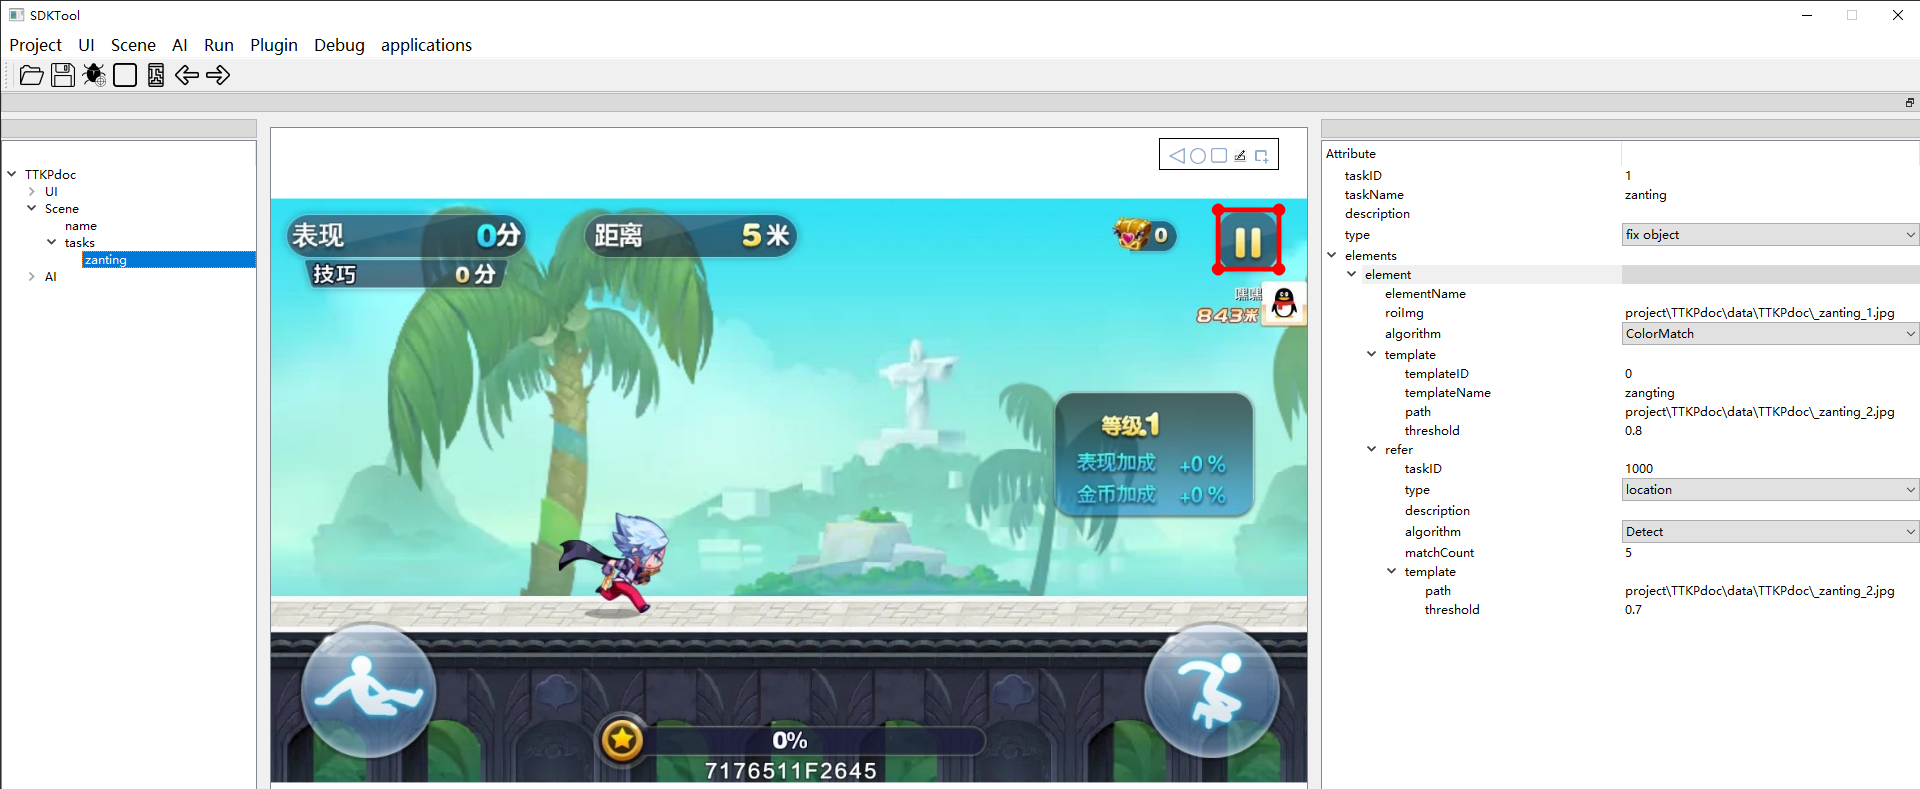 SDKTool
Project UI Scene AI Run Plugin Debug applications
TTKPdoc
UI
Scene
name
tasks
zanting
AI
表现 0分
技巧 0分
距离 5米
0
嘿嘿
843米
等级.1
表现加成 +0%
金币加成 +0%
0%
7176511F2645
Attribute
taskID 1
taskName zanting
description
type fix object
elements
element
elementName
roiImg project\TTKPdoc\data\TTKPdoc\_zanting_1.jpg
algorithm ColorMatch
template
templateID 0
templateName zangting
path project\TTKPdoc\data\TTKPdoc\_zanting_2.jpg
threshold 0.8
refer
taskID 1000
type location
description
algorithm Detect
matchCount 5
template
path project\TTKPdoc\data\TTKPdoc\_zanting_2.jpg
threshold 0.7